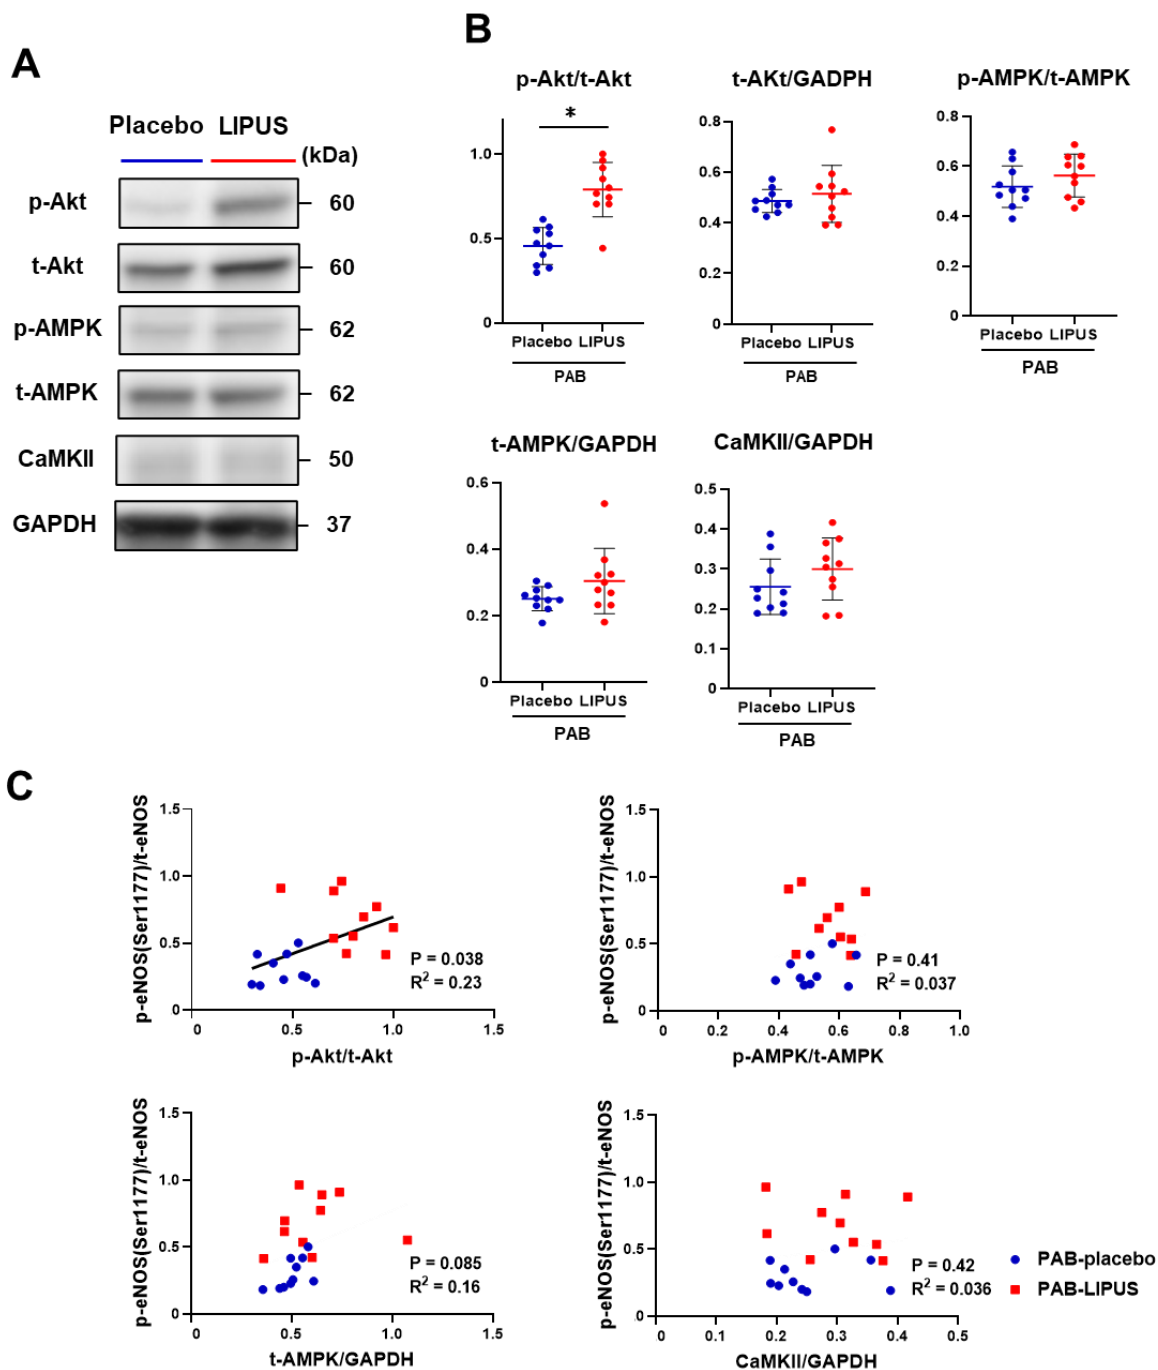 A
Placebo LIPUS
(kDa)
p-Akt 60
t-Akt 60
p-AMPK 62
t-AMPK 62
CaMKII 50
GAPDH 37
B
p-Akt/t-Akt
*
1.0
0.5
0
Placebo LIPUS
PAB
t-AKt/GADPH
0.8
0.6
0.4
0.2
0
Placebo LIPUS
PAB
p-AMPK/t-AMPK
0.8
0.6
0.4
0.2
0
Placebo LIPUS
PAB
t-AMPK/GAPDH
0.6
0.4
0.2
0
Placebo LIPUS
PAB
CaMKII/GAPDH
0.5
0.4
0.3
0.2
0.1
0
Placebo LIPUS
PAB
C
p-eNOS(Ser1177)/t-eNOS
1.5
1.0
0.5
0
P = 0.038
R² = 0.23
0 0.5 1.0 1.5
p-Akt/t-Akt
p-eNOS(Ser1177)/t-eNOS
1.5
1.0
0.5
0
P = 0.41
R² = 0.037
0 0.2 0.4 0.6 0.8 1.0
p-AMPK/t-AMPK
p-eNOS(Ser1177)/t-eNOS
1.5
1.0
0.5
0
P = 0.085
R² = 0.16
0 0.5 1.0 1.5
t-AMPK/GAPDH
p-eNOS(Ser1177)/t-eNOS
1.5
1.0
0.5
0
P = 0.42
R² = 0.036
0 0.1 0.2 0.3 0.4 0.5
CaMKII/GAPDH
PAB-placebo
PAB-LIPUS